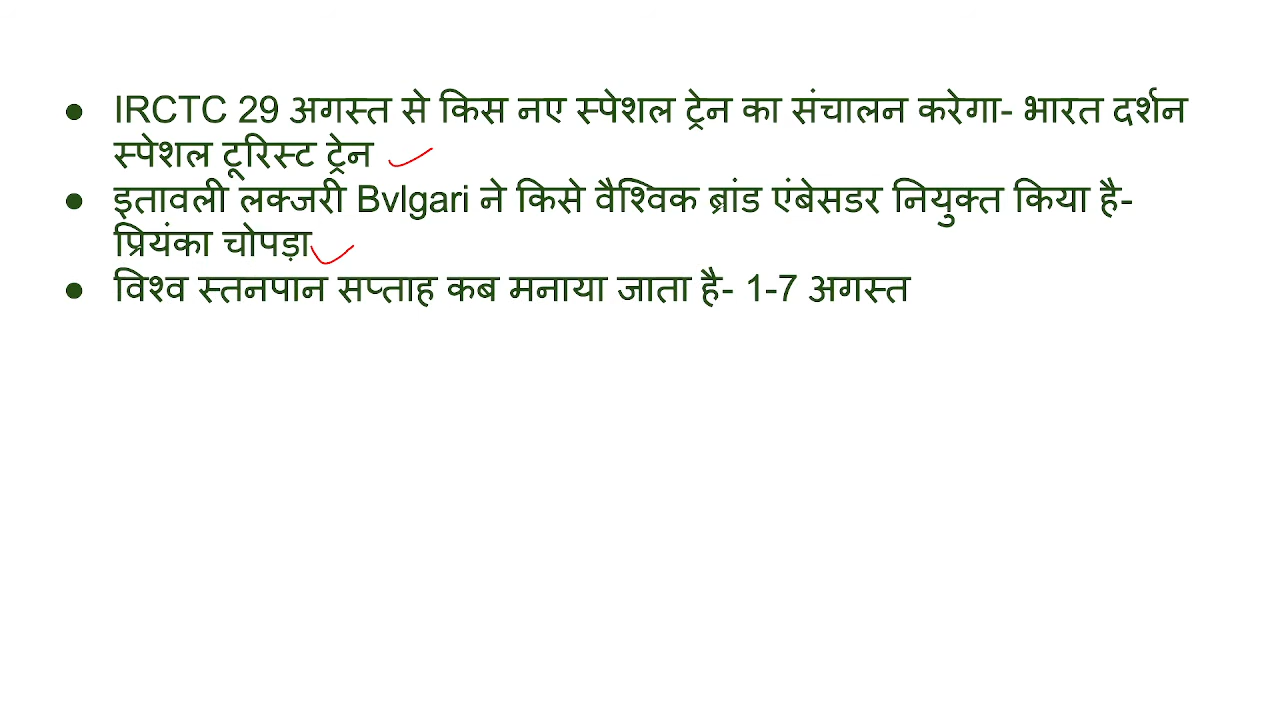 ● IRCTC 29 अगस्त से किस नए स्पेशल ट्रेन का संचालन करेगा- भारत दर्शन
स्पेशल टूरिस्ट ट्रेन
● इतावली लक्जरी Bvlgari ने किसे वैश्विक ब्रांड एंबेसडर नियुक्त किया है-
प्रियंका चोपड़ा
● विश्व स्तनपान सप्ताह कब मनाया जाता है- 1-7 अगस्त